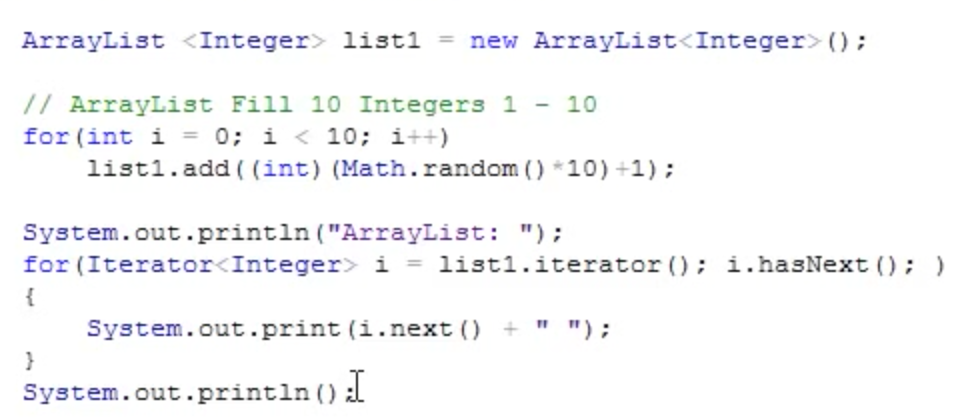 ArrayList <Integer> list1 = new ArrayList<Integer>();
// ArrayList Fill 10 Integers 1 - 10
for(int i = 0; i < 10; i++)
    list1.add((int)(Math.random()*10)+1);
System.out.println("ArrayList: ");
for(Iterator<Integer> i = list1.iterator(); i.hasNext(); )
{
    System.out.print(i.next() + " ");
}
System.out.println();